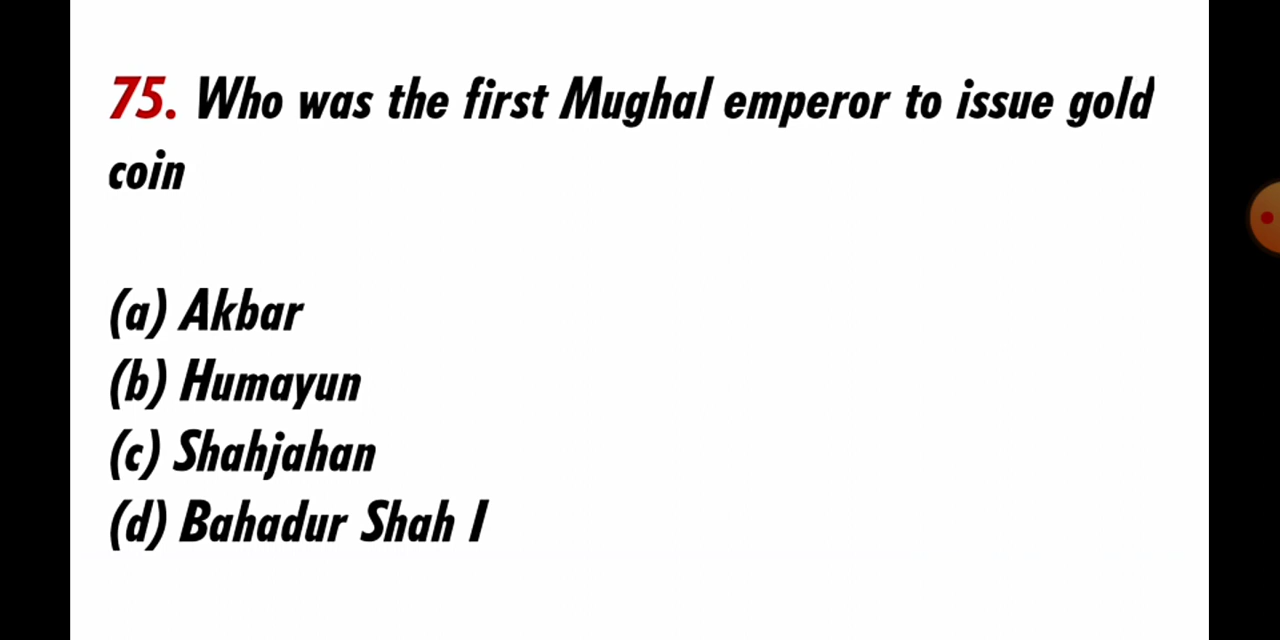 75. Who was the first Mughal emperor to issue gold
coin
(a) Akbar
(b) Humayun
(c) Shahjahan
(d) Bahadur Shah I